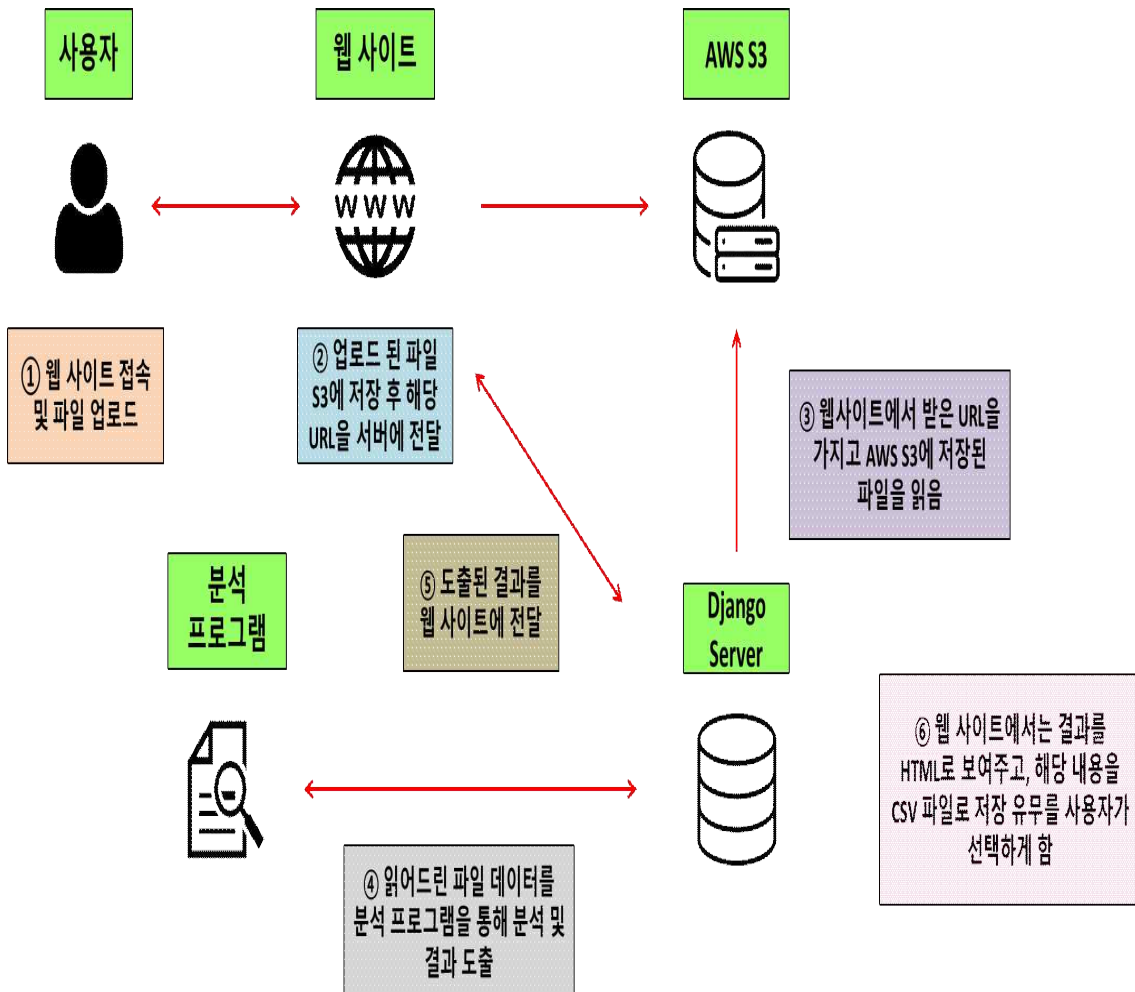 사용자
웹 사이트
AWS S3
WWW
① 웹 사이트 접속
및 파일 업로드
② 업로드 된 파일
S3에 저장 후 해당
URL을 서버에 전달
③ 웹사이트에서 받은 URL을
가지고 AWS S3에 저장된
파일을 읽음
분석
프로그램
⑤ 도출된 결과를
웹 사이트에 전달
Django
Server
⑥ 웹 사이트에서는 결과를
HTML로 보여주고, 해당 내용을
CSV 파일로 저장 유무를 사용자가
선택하게 함
④ 읽어드린 파일 데이터를
분석 프로그램을 통해 분석 및
결과 도출